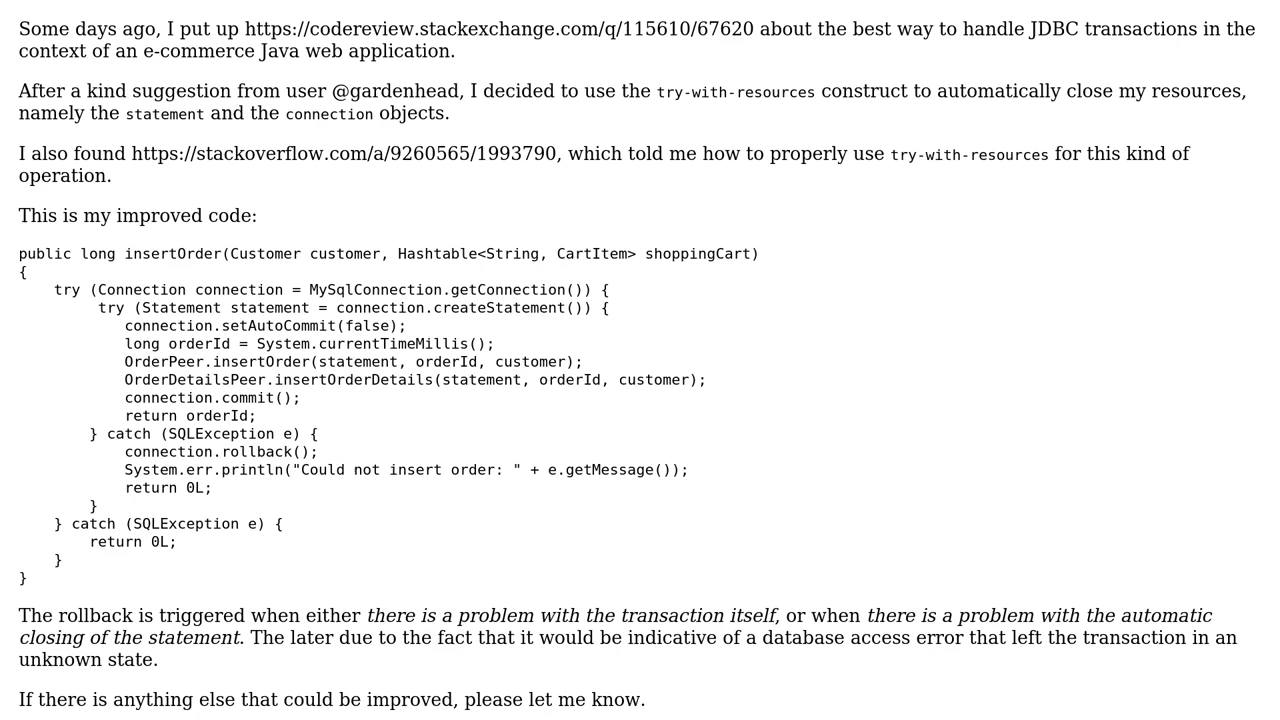 Some days ago, I put up https://codereview.stackexchange.com/q/115610/67620 about the best way to handle JDBC transactions in the
context of an e-commerce Java web application.
After a kind suggestion from user @gardenhead, I decided to use the try-with-resources construct to automatically close my resources,
namely the statement and the connection objects.
I also found https://stackoverflow.com/a/9260565/1993790, which told me how to properly use try-with-resources for this kind of
operation.
This is my improved code:
public long insertOrder(Customer customer, Hashtable<String, CartItem> shoppingCart)
{
    try (Connection connection = MySqlConnection.getConnection()) {
         try (Statement statement = connection.createStatement()) {
            connection.setAutoCommit(false);
            long orderId = System.currentTimeMillis();
            OrderPeer.insertOrder(statement, orderId, customer);
            OrderDetailsPeer.insertOrderDetails(statement, orderId, customer);
            connection.commit();
            return orderId;
        } catch (SQLException e) {
            connection.rollback();
            System.err.println("Could not insert order: " + e.getMessage());
            return 0L;
        }
    } catch (SQLException e) {
        return 0L;
    }
}
The rollback is triggered when either there is a problem with the transaction itself, or when there is a problem with the automatic
closing of the statement. The later due to the fact that it would be indicative of a database access error that left the transaction in an
unknown state.
If there is anything else that could be improved, please let me know.